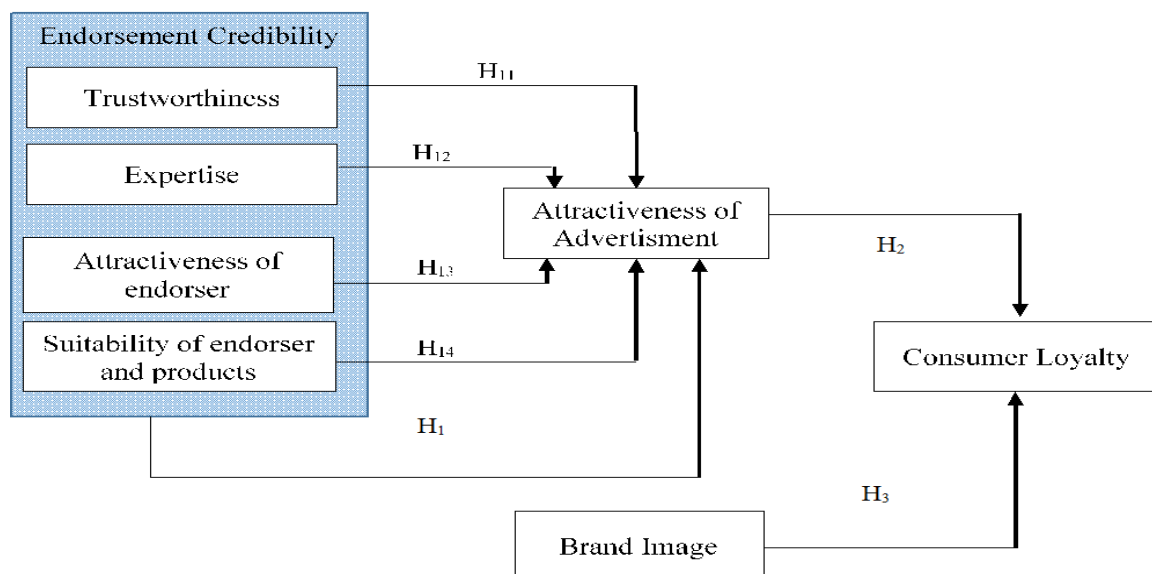 Endorsement Credibility
Trustworthiness
H11
Expertise
H12
Attractiveness of
endorser
H13
Suitability of endorser
and products
H14
H1
Attractiveness of
Advertisment
H2
Consumer Loyalty
H3
Brand Image